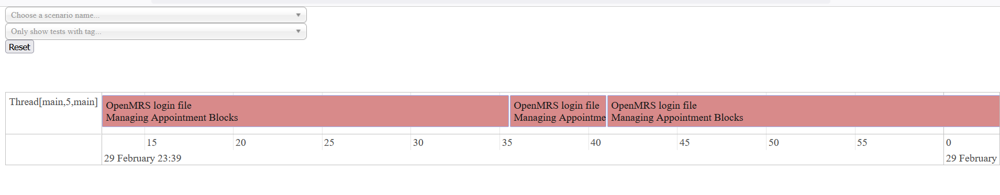 Choose a scenario name...
Only show tests with tag...
Reset
Thread[main,5,main]
OpenMRS login file
Managing Appointment Blocks
OpenMRS login file
Managing Appointme
OpenMRS login file
Managing Appointment Blocks
15 20 25 30 35 40 45 50 55 0
29 February 23:39
29 February